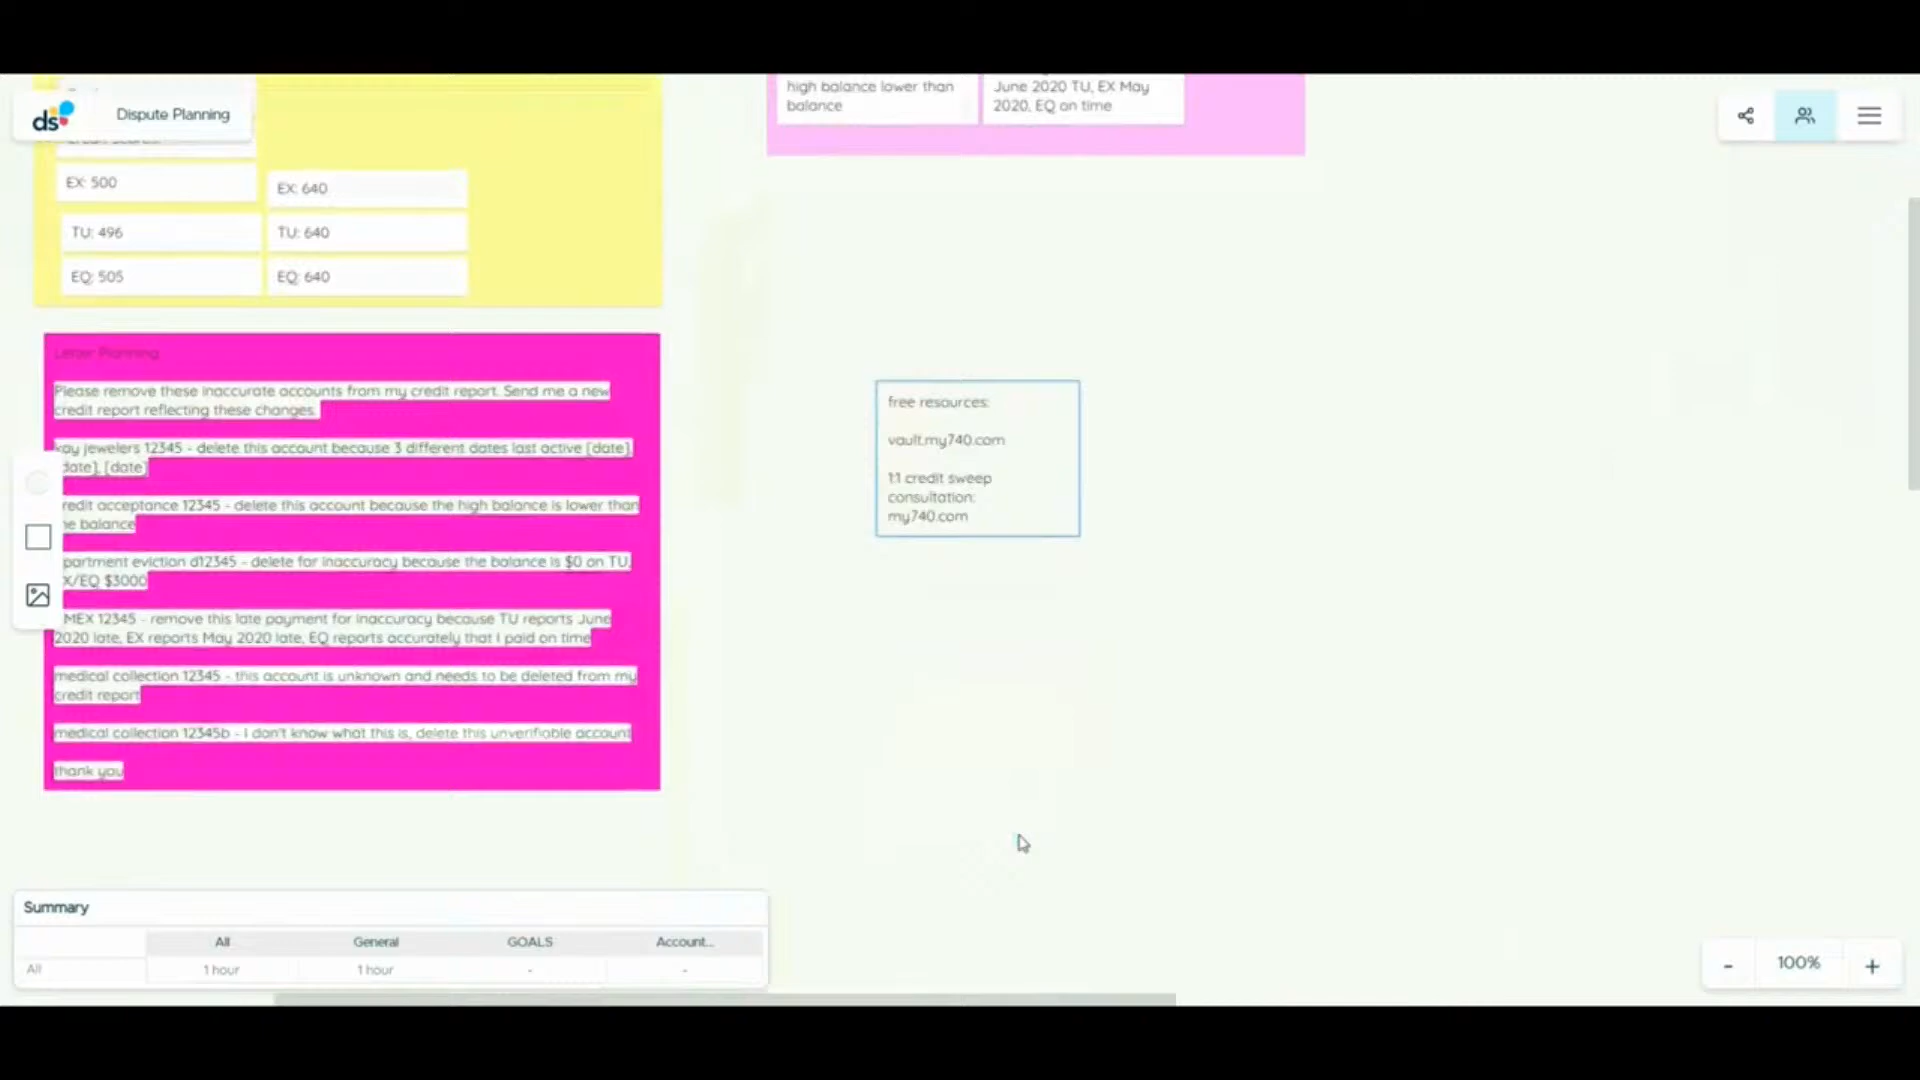 ds
Dispute Planning
EX: 500
TU: 496
EQ: 505
EX: 640
TU: 640
EQ: 640
high balance lower than
balance
June 2020 TU, EX May
2020, EQ on time
Letter Planning
Please remove these inaccurate accounts from my credit report. Send me a new
credit report reflecting these changes.
kay jewelers 12345 - delete this account because 3 different dates last active [date],
date], [date]
redit acceptance 12345 - delete this account because the high balance is lower than
he balance
partment eviction d12345 - delete for inaccuracy because the balance is $0 on TU,
X/EQ $3000
MEX 12345 - remove this late payment for inaccuracy because TU reports June
2020 late, EX reports May 2020 late, EQ reports accurately that I paid on time
medical collection 12345 - this account is unknown and needs to be deleted from my
credit report
medical collection 12345b - I don't know what this is, delete this unverifiable account
thank you
free resources:
vault.my740.com
1:1 credit sweep
consultation:
my740.com
Summary
All General GOALS Account...
All 1 hour 1 hour - -
- 100% +